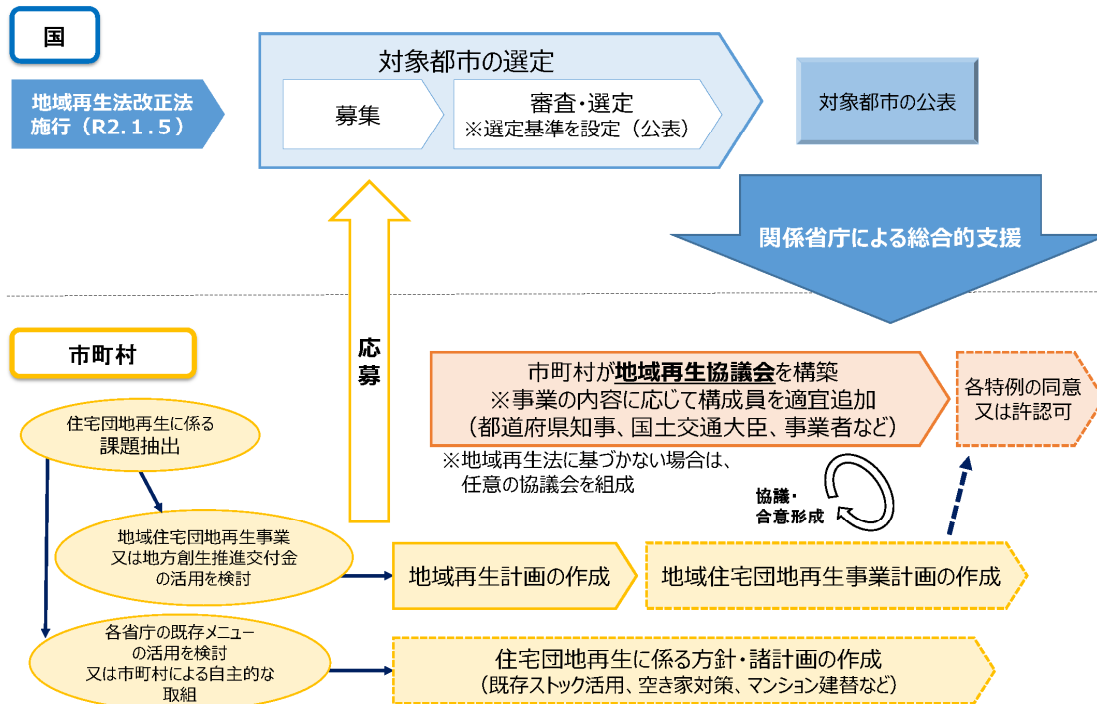 国
地域再生法改正法
施行（R2.1.5）
対象都市の選定
募集
審査・選定
※選定基準を設定（公表）
対象都市の公表
関係省庁による総合的支援
応募
市町村
住宅団地再生に係る
課題抽出
地域住宅団地再生事業
又は地方創生推進交付金
の活用を検討
各省庁の既存メニュー
の活用を検討
又は市町村による自主的な
取組
市町村が地域再生協議会を構築
※事業の内容に応じて構成員を適宜追加
（都道府県知事、国土交通大臣、事業者など）
※地域再生法に基づかない場合は、
任意の協議会を組成
各特例の同意
又は許認可
協議・
合意形成
地域再生計画の作成
地域住宅団地再生事業計画の作成
住宅団地再生に係る方針・諸計画の作成
（既存ストック活用、空き家対策、マンション建替など）